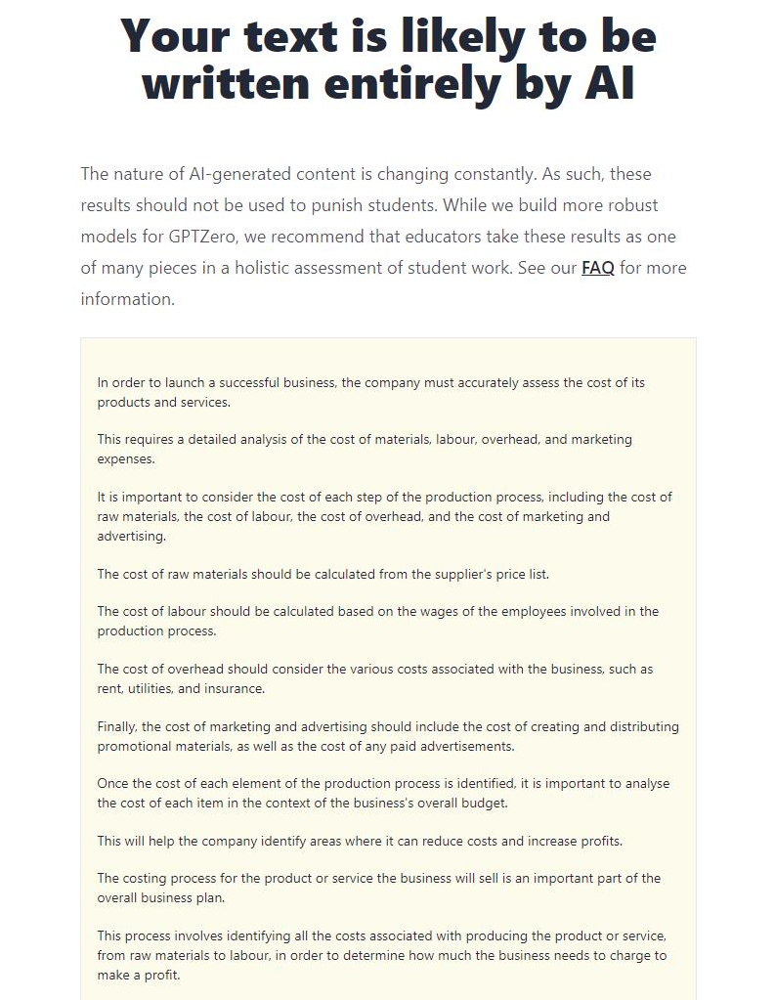 Your text is likely to be
written entirely by AI
The nature of AI-generated content is changing constantly. As such, these
results should not be used to punish students. While we build more robust
models for GPTZero, we recommend that educators take these results as one
of many pieces in a holistic assessment of student work. See our FAQ for more
information.
In order to launch a successful business, the company must accurately assess the cost of its
products and services.
This requires a detailed analysis of the cost of materials, labour, overhead, and marketing
expenses.
It is important to consider the cost of each step of the production process, including the cost of
raw materials, the cost of labour, the cost of overhead, and the cost of marketing and
advertising.
The cost of raw materials should be calculated from the supplier's price list.
The cost of labour should be calculated based on the wages of the employees involved in the
production process.
The cost of overhead should consider the various costs associated with the business, such as
rent, utilities, and insurance.
Finally, the cost of marketing and advertising should include the cost of creating and distributing
promotional materials, as well as the cost of any paid advertisements.
Once the cost of each element of the production process is identified, it is important to analyse
the cost of each item in the context of the business's overall budget.
This will help the company identify areas where it can reduce costs and increase profits.
The costing process for the product or service the business will sell is an important part of the
overall business plan.
This process involves identifying all the costs associated with producing the product or service,
from raw materials to labour, in order to determine how much the business needs to charge to
make a profit.